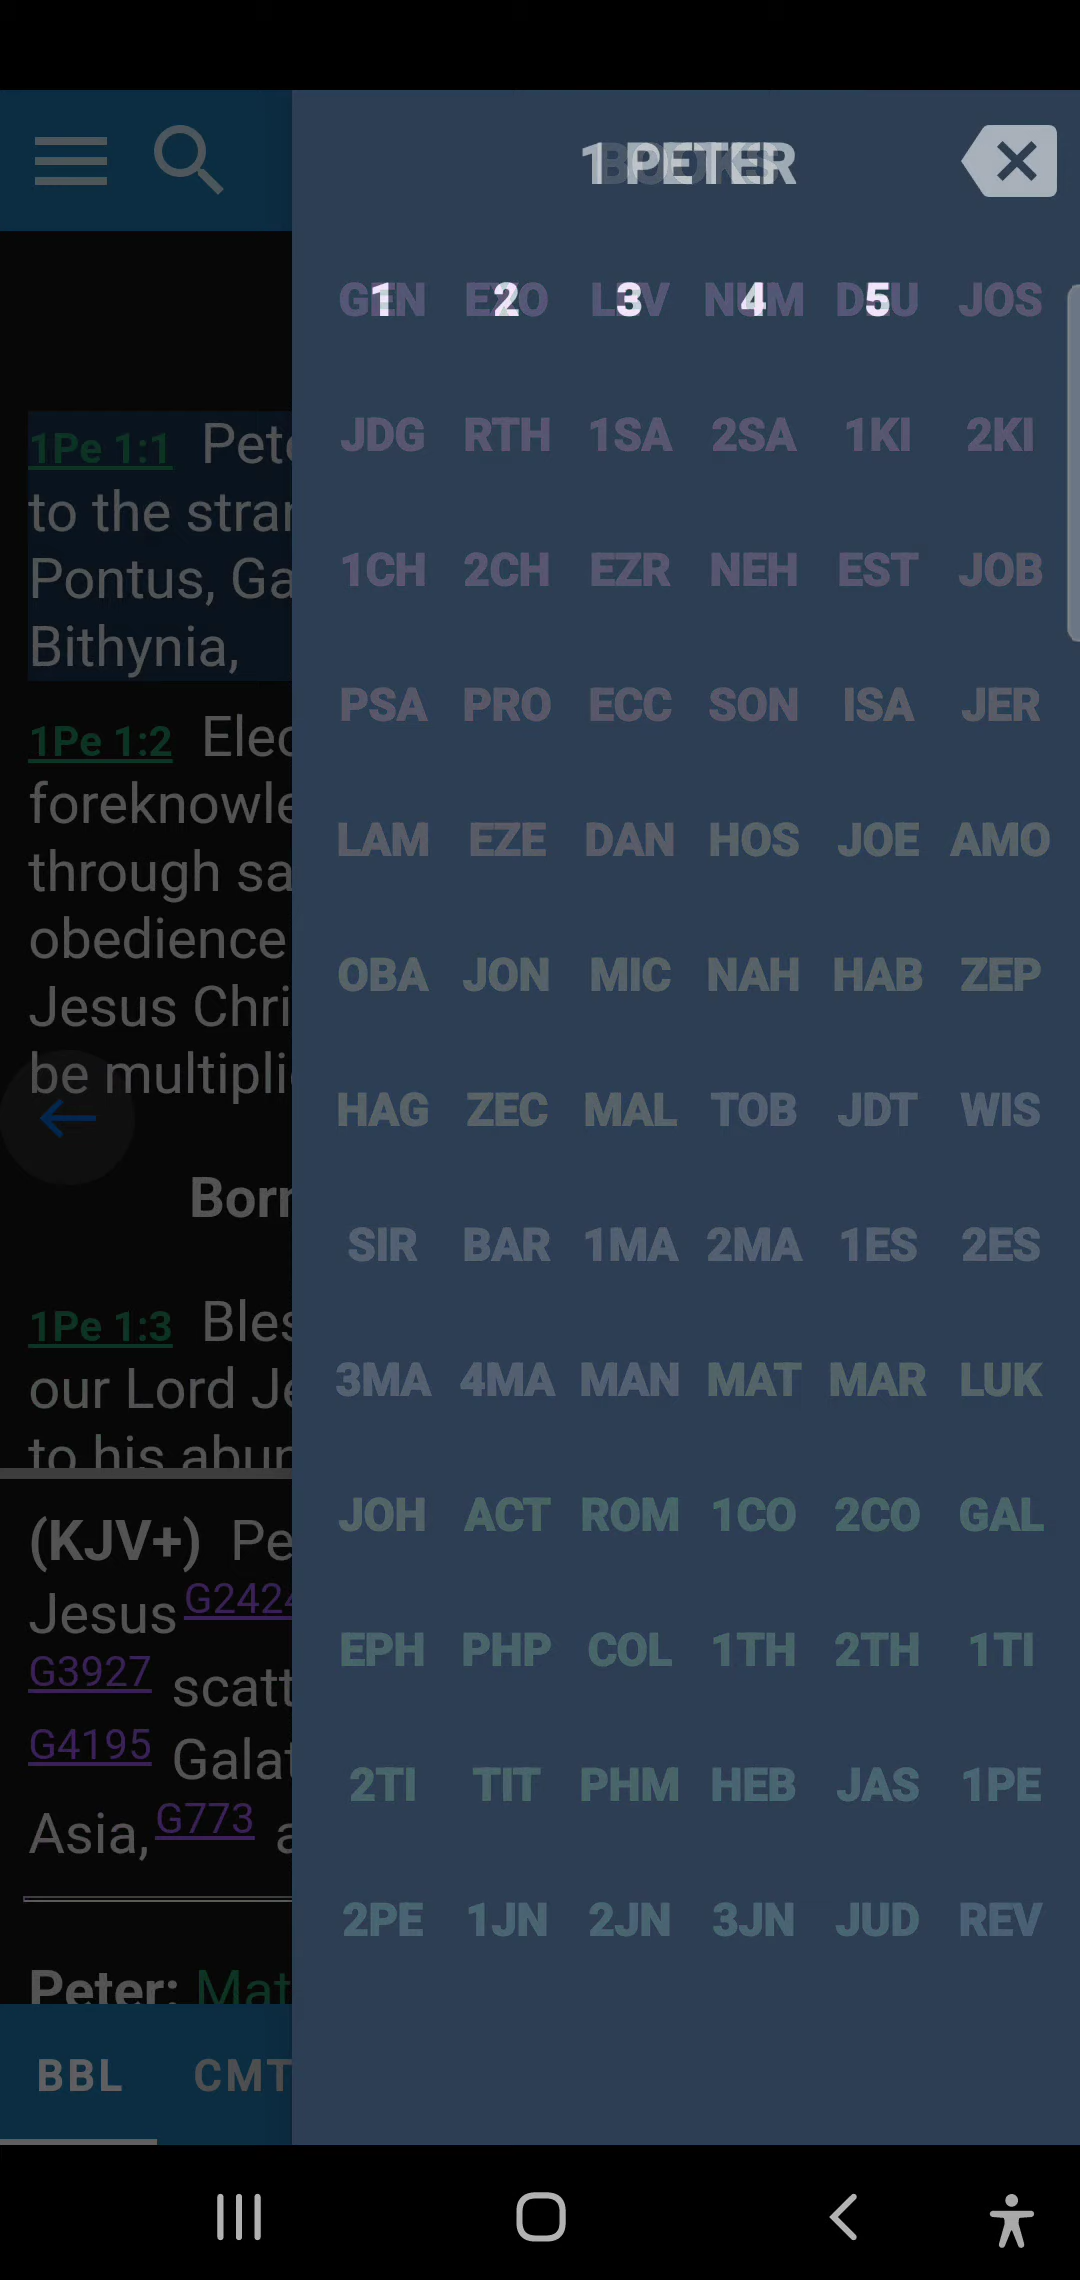 1 PETER
BOOKS
1 2 3 4 5
GEN EXO LEV NUM DEU JOS
JDG RTH 1SA 2SA 1KI 2KI
1CH 2CH EZR NEH EST JOB
PSA PRO ECC SON ISA JER
LAM EZE DAN HOS JOE AMO
OBA JON MIC NAH HAB ZEP
HAG ZEC MAL TOB JDT WIS
SIR BAR 1MA 2MA 1ES 2ES
3MA 4MA MAN MAT MAR LUK
JOH ACT ROM 1CO 2CO GAL
EPH PHP COL 1TH 2TH 1TI
2TI TIT PHM HEB JAS 1PE
2PE 1JN 2JN 3JN JUD REV
1Pe 1:1 Pete
to the stran
Pontus, Ga
Bithynia,
1Pe 1:2 Elec
foreknowle
through sa
obedience
Jesus Chri
be multipli
Born
1Pe 1:3 Bles
our Lord Je
to his abun
(KJV+) Pe
Jesus G2424
G3927 scatt
G4195 Galat
Asia, G773 a
Peter: Mat
BBL CMT